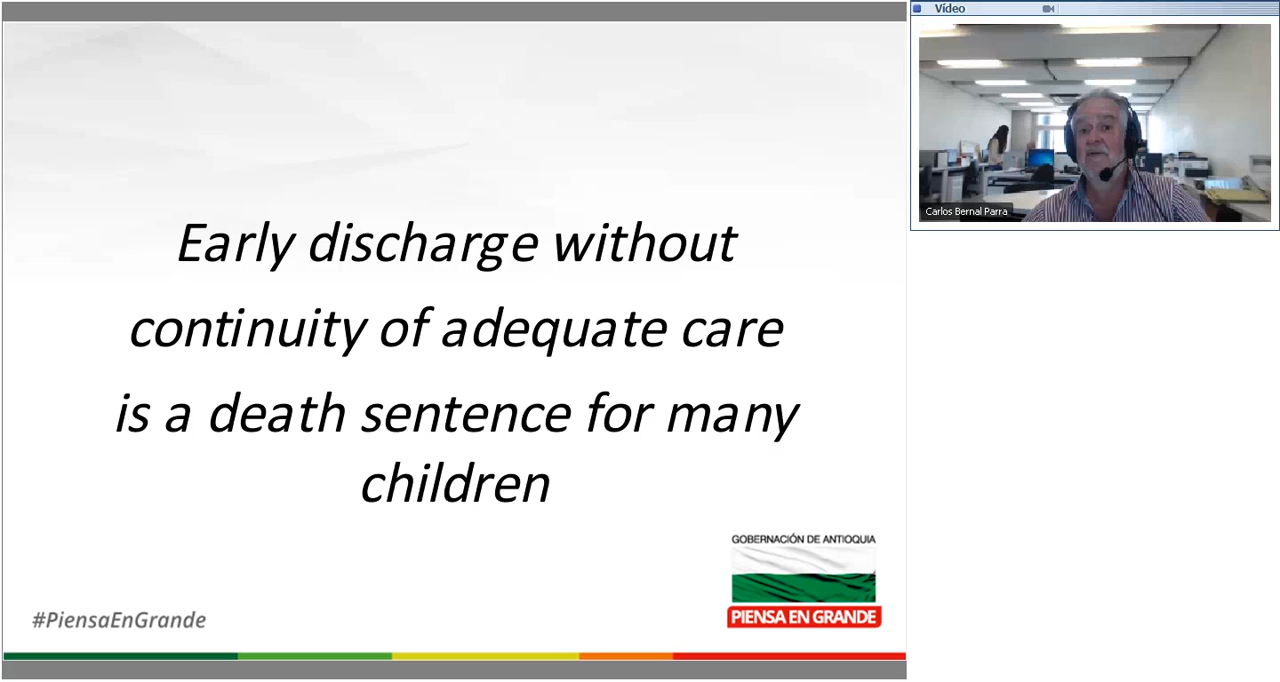 Vídeo
Early discharge without
continuity of adequate care
is a death sentence for many
children
Carlos Bernal Parra
GOBERNACIÓN DE ANTIOQUIA
PIENSA EN GRANDE
#PiensaEnGrande